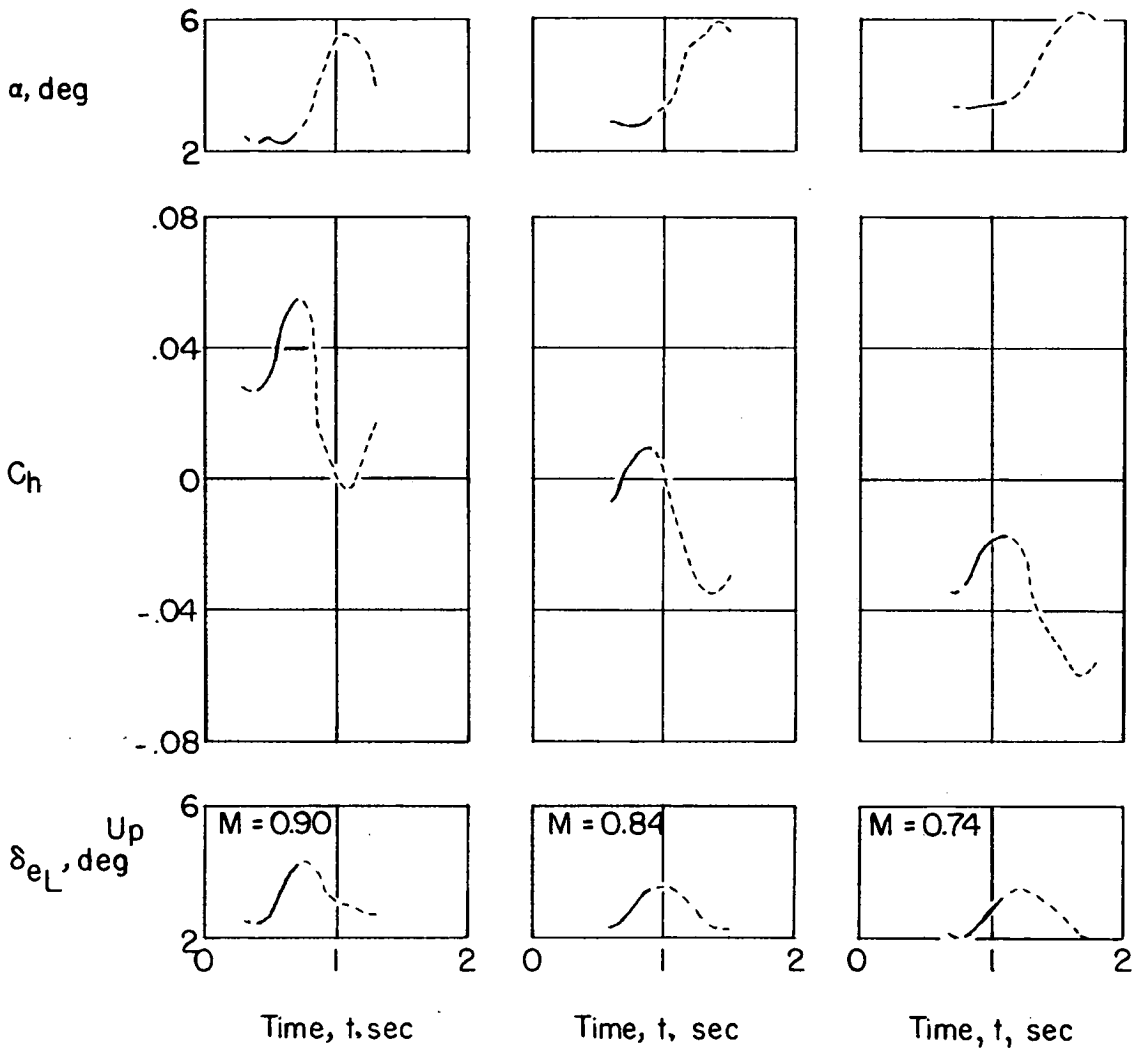 6
α, deg
2
.08
.04
Ch
0
-.04
-.08
6
Up
δeL, deg
2
M = 0.90
M = 0.84
M = 0.74
0 1 2
0 1 2
0 1 2
Time, t, sec
Time, t, sec
Time, t, sec